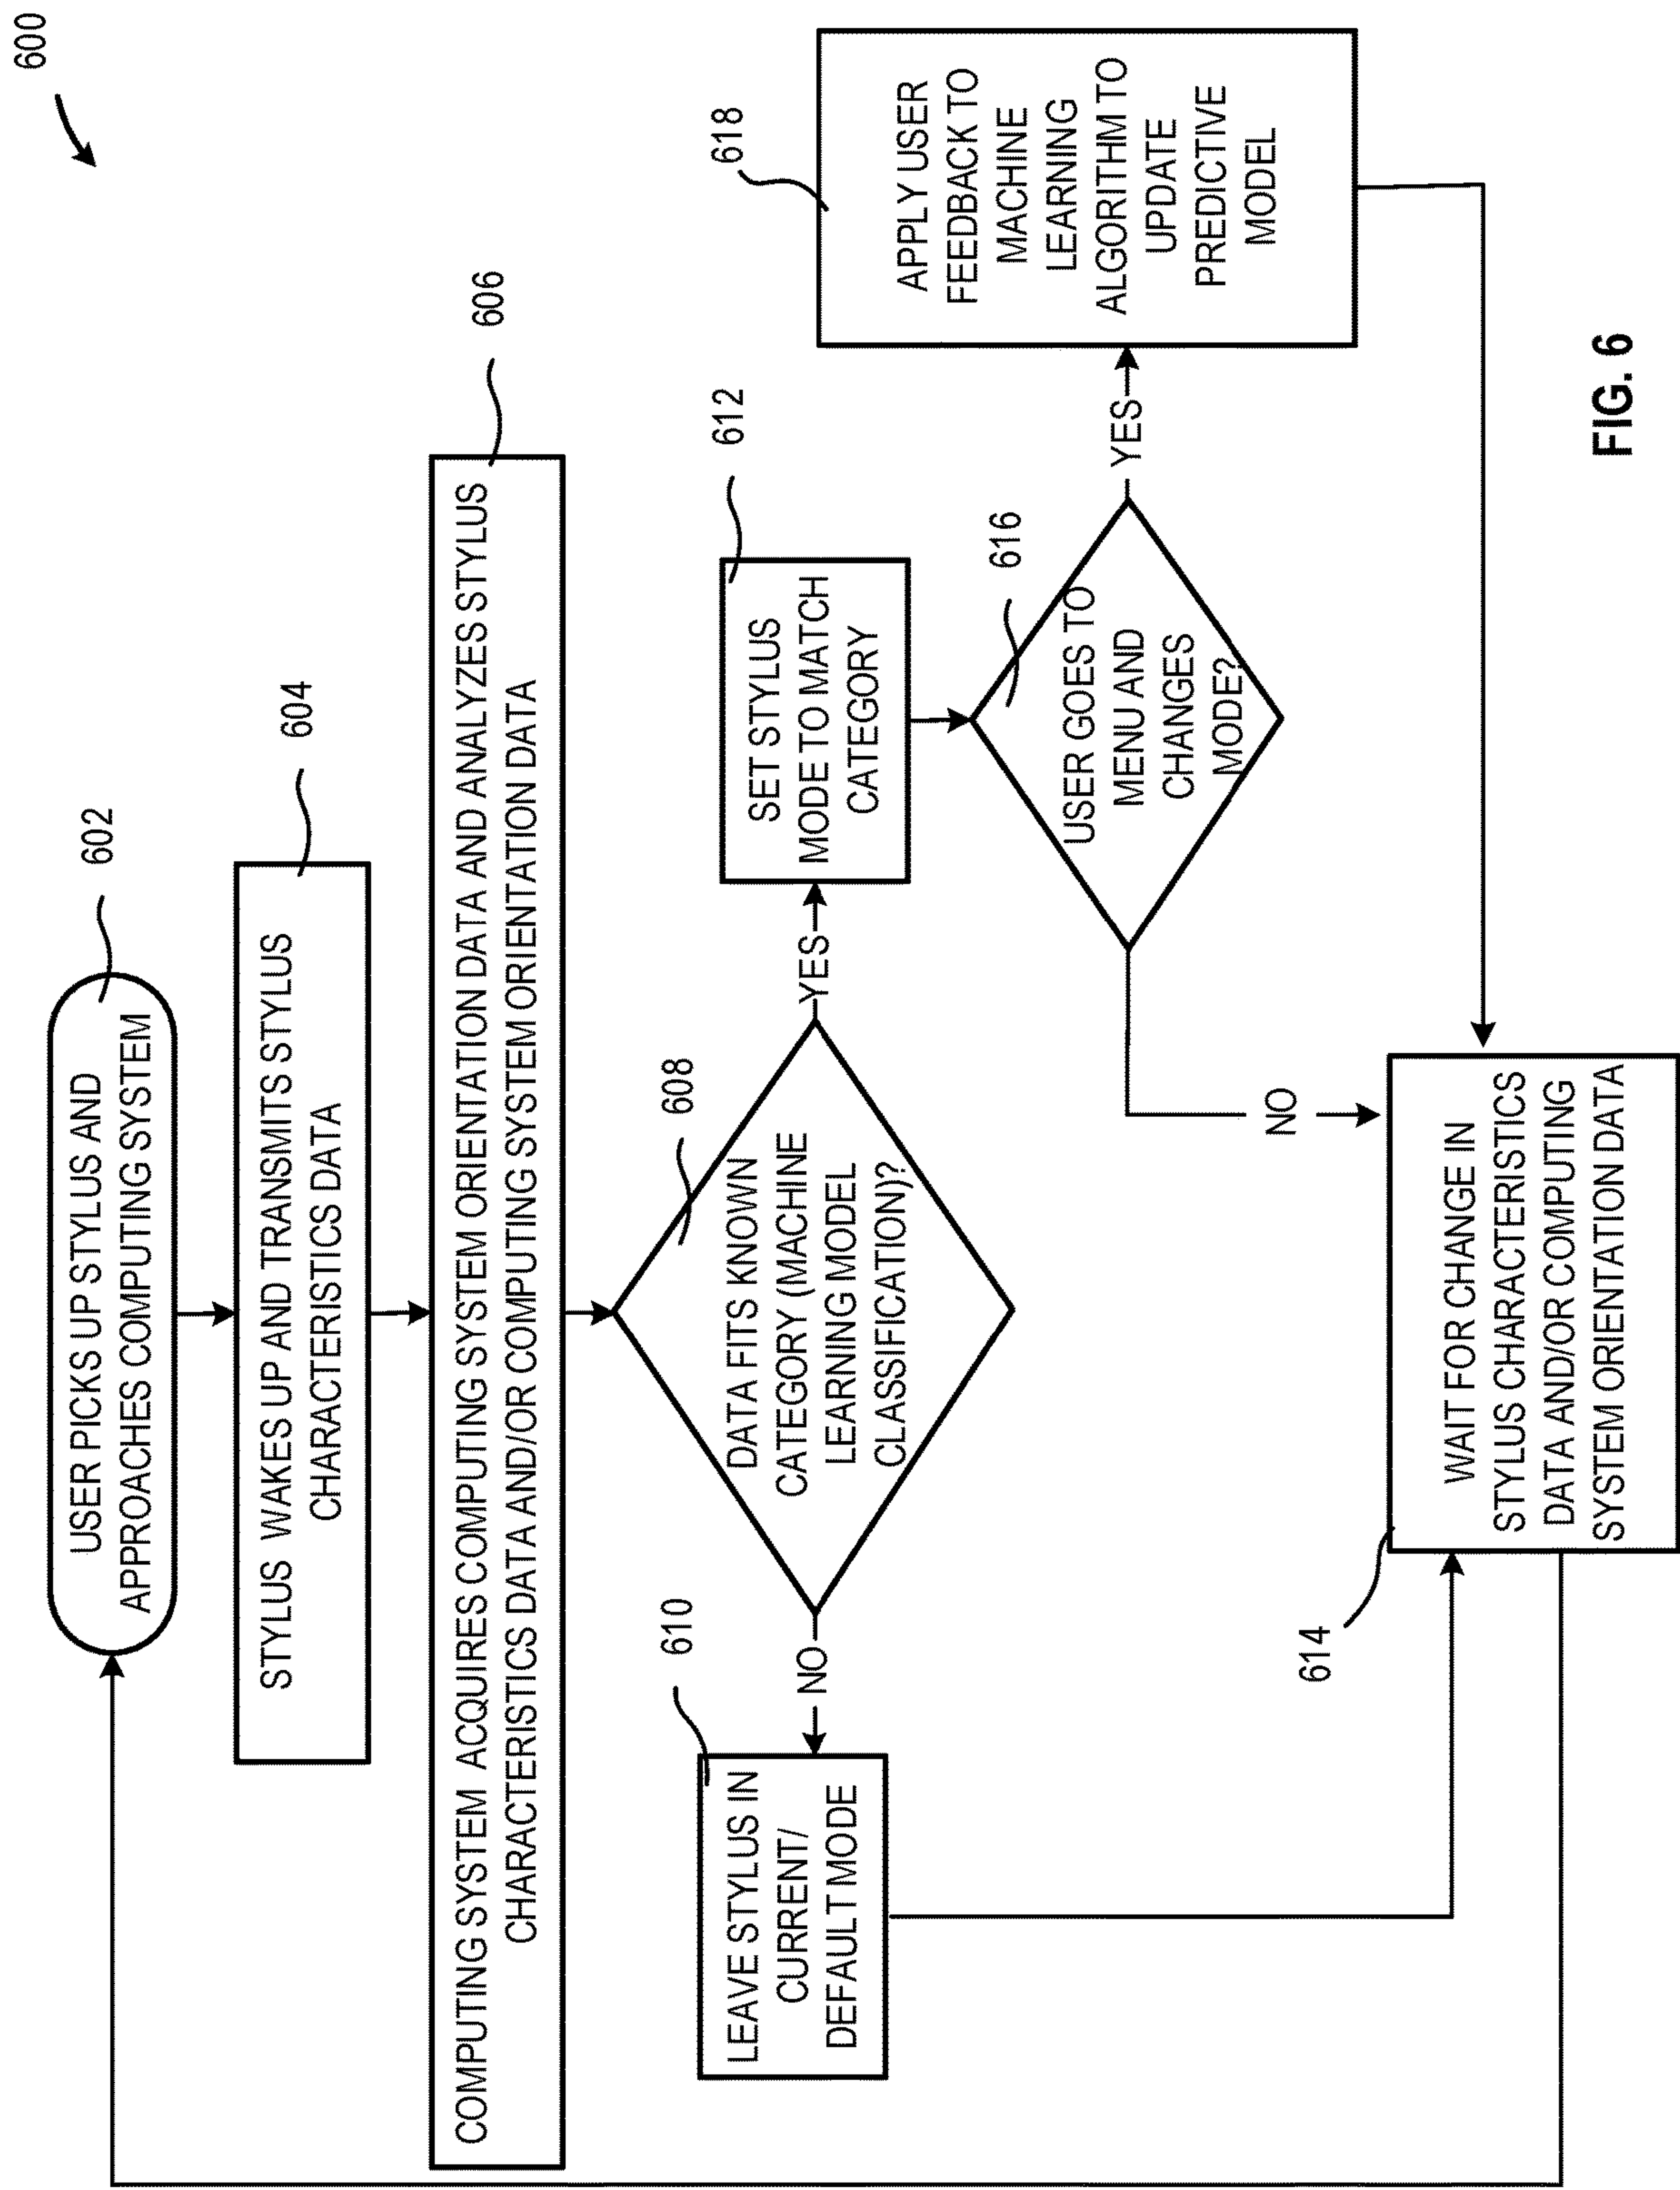 600
602
USER PICKS UP STYLUS AND
APPROACHES COMPUTING SYSTEM
604
STYLUS WAKES UP AND TRANSMITS STYLUS
CHARACTERISTICS DATA
606
COMPUTING SYSTEM ACQUIRES COMPUTING SYSTEM ORIENTATION DATA AND ANALYZES STYLUS
CHARACTERISTICS DATA AND/OR COMPUTING SYSTEM ORIENTATION DATA
608
DATA FITS KNOWN
CATEGORY (MACHINE
LEARNING MODEL
CLASSIFICATION)?
NO
YES
610
LEAVE STYLUS IN
CURRENT/
DEFAULT MODE
612
SET STYLUS
MODE TO MATCH
CATEGORY
616
USER GOES TO
MENU AND
CHANGES
MODE?
YES
NO
618
APPLY USER
FEEDBACK TO
MACHINE
LEARNING
ALGORITHM TO
UPDATE
PREDICTIVE
MODEL
614
WAIT FOR CHANGE IN
STYLUS CHARACTERISTICS
DATA AND/OR COMPUTING
SYSTEM ORIENTATION DATA
FIG. 6